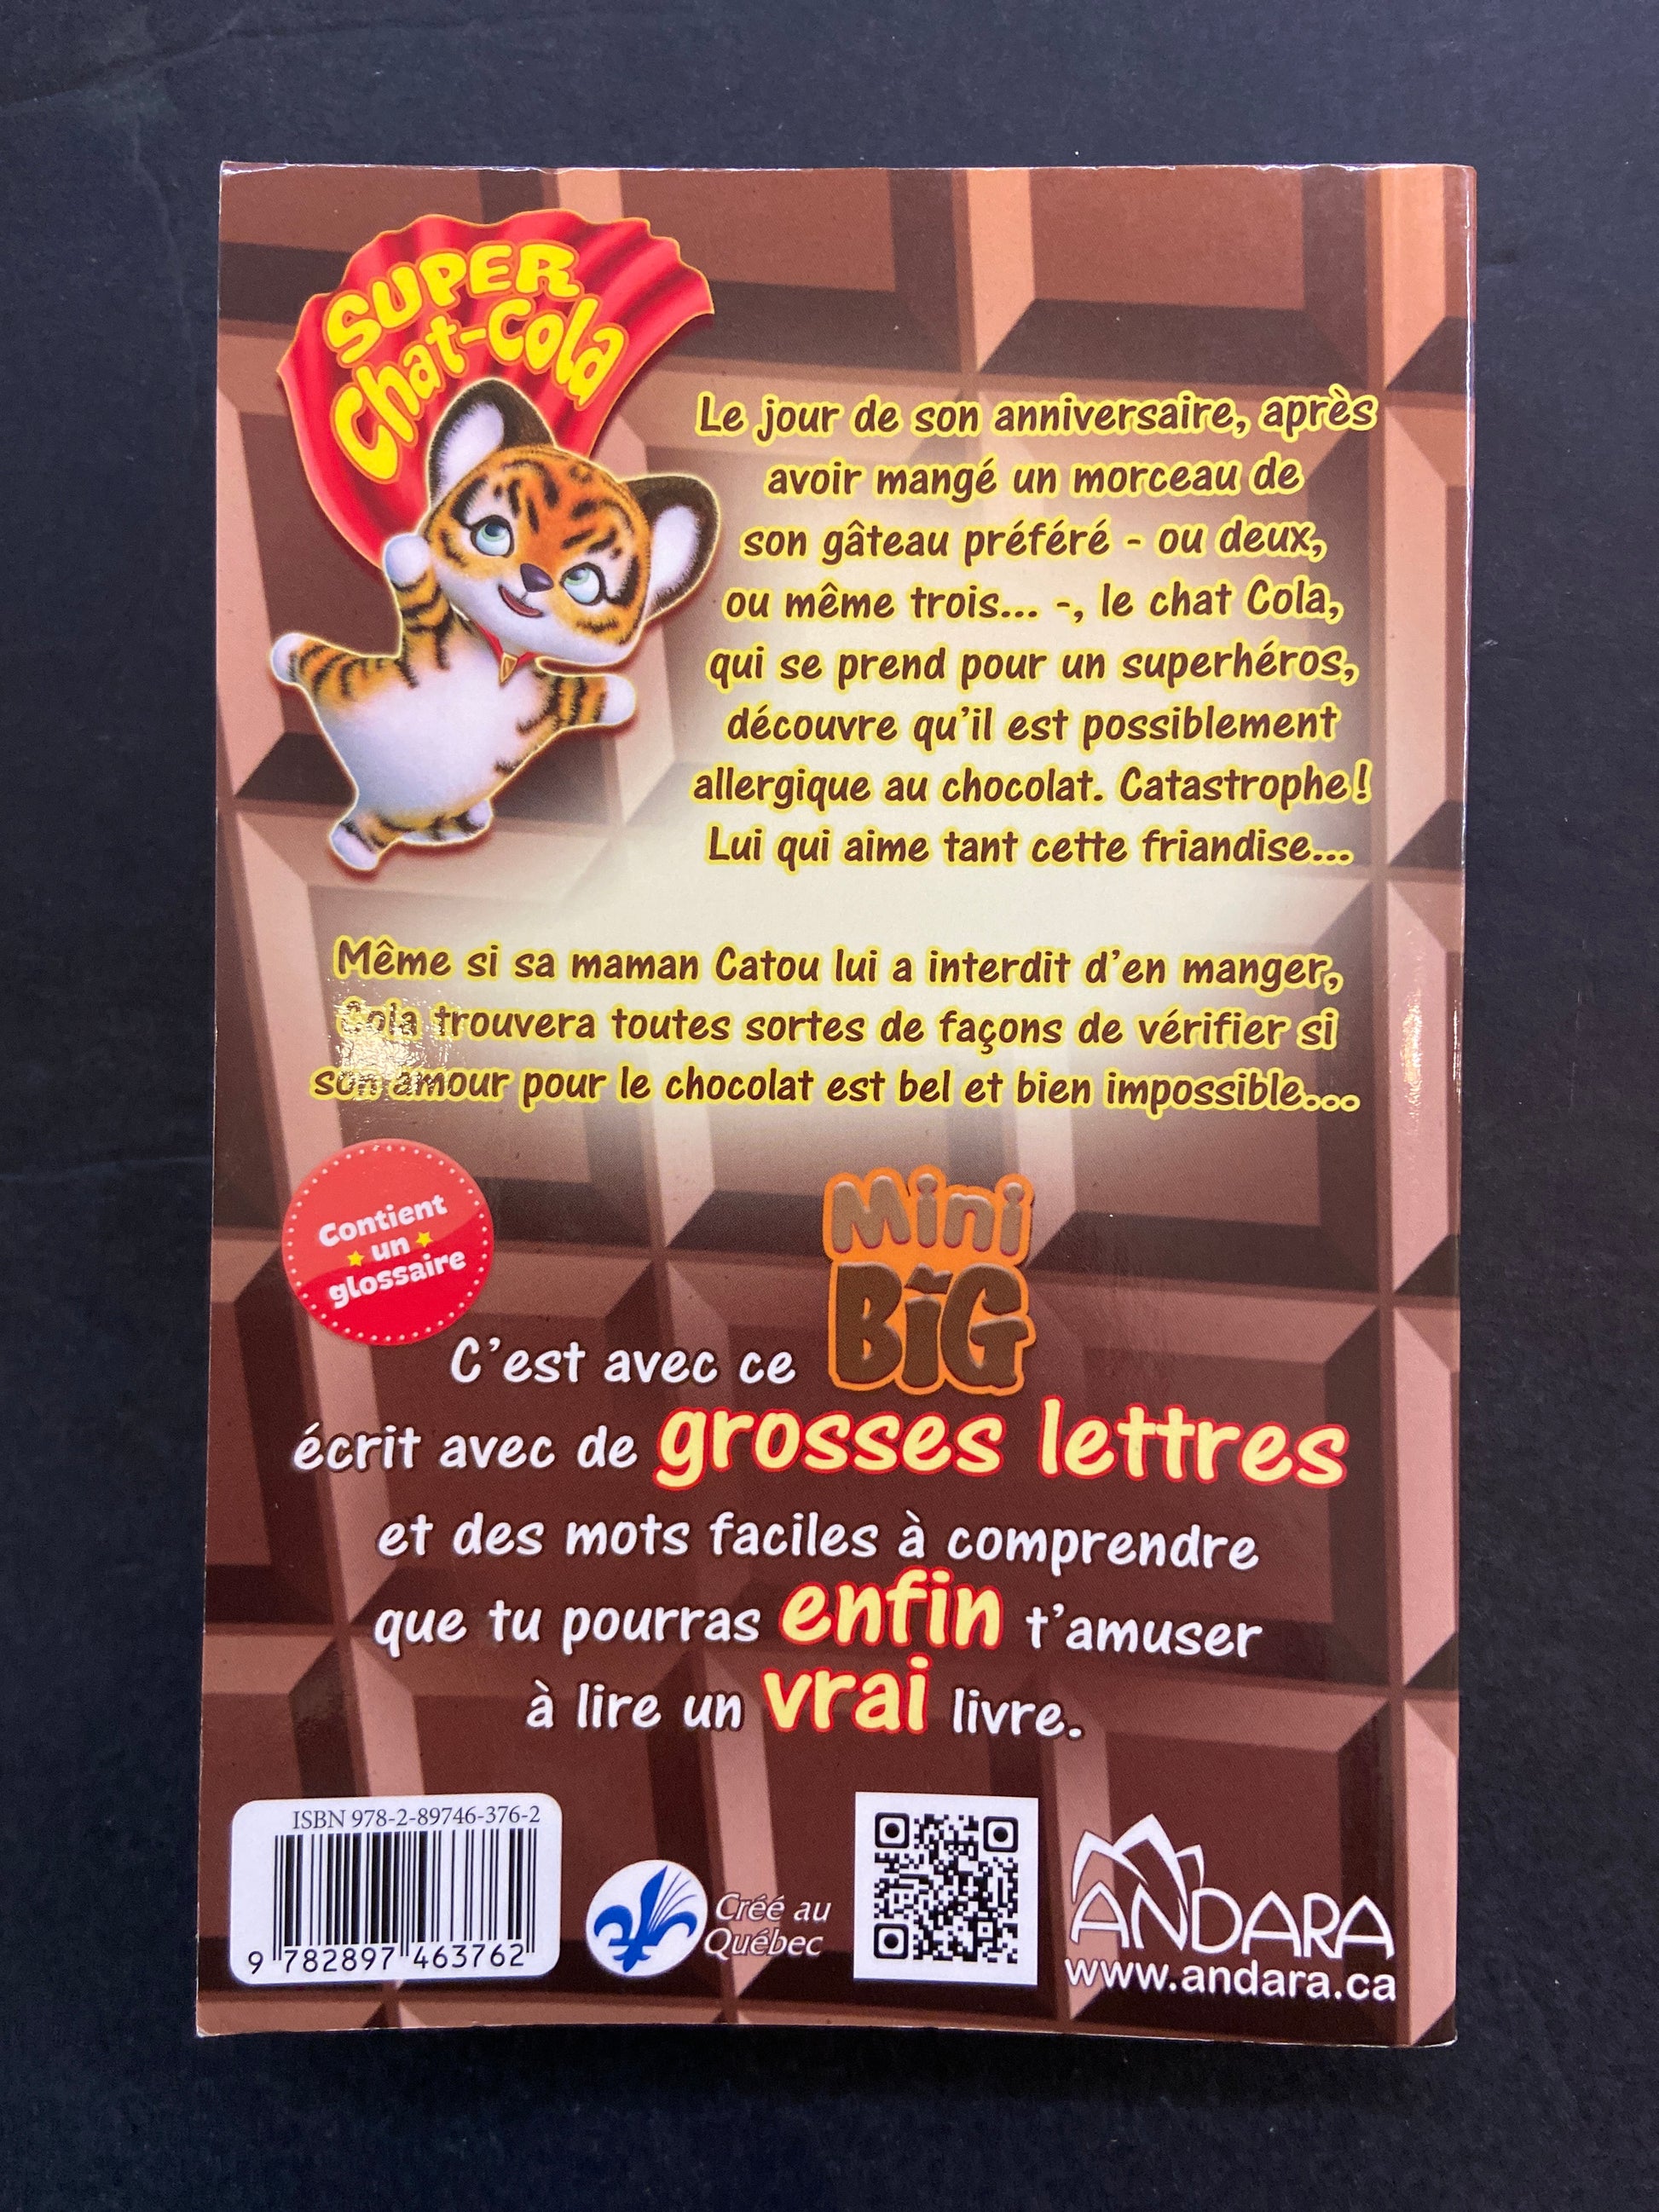 SUPER
Chat-Cola
Le jour de son anniversaire, après
avoir mangé un morceau de
son gâteau préféré - ou deux,
ou même trois... -, le chat Cola,
qui se prend pour un superhéros,
découvre qu'il est possiblement
allergique au chocolat. Catastrophe !
Lui qui aime tant cette friandise...
Même si sa maman Catou lui a interdit d'en manger,
Cola trouvera toutes sortes de façons de vérifier si
son amour pour le chocolat est bel et bien impossible...
Contient
un
glossaire
Mini
BIG
C'est avec ce
écrit avec de grosses lettres
et des mots faciles à comprendre
que tu pourras enfin t'amuser
à lire un vrai livre.
ISBN 978-2-89746-376-2
9 782897 463762
Créé au
Québec
ANDARA
www.andara.ca